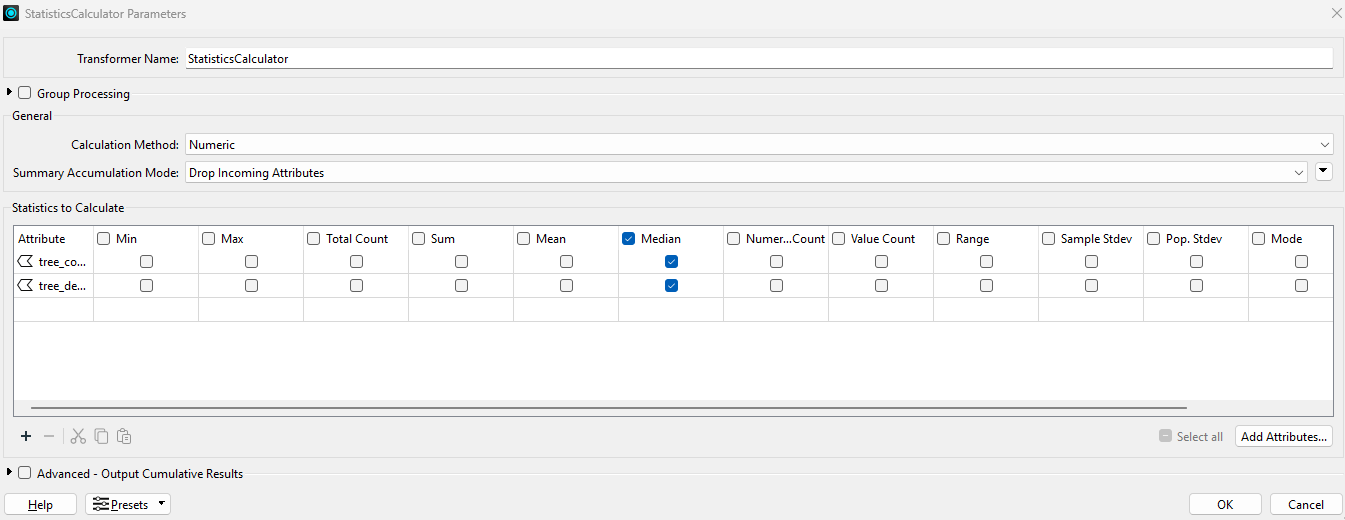 StatisticsCalculator Parameters
Transformer Name: StatisticsCalculator
Group Processing
General
Calculation Method: Numeric
Summary Accumulation Mode: Drop Incoming Attributes
Statistics to Calculate
Attribute Min Max Total Count Sum Mean Median Numer...Count Value Count Range Sample Stdev Pop. Stdev Mode
tree_co...
tree_de...
Select all Add Attributes...
Advanced - Output Cumulative Results
Help Presets OK Cancel